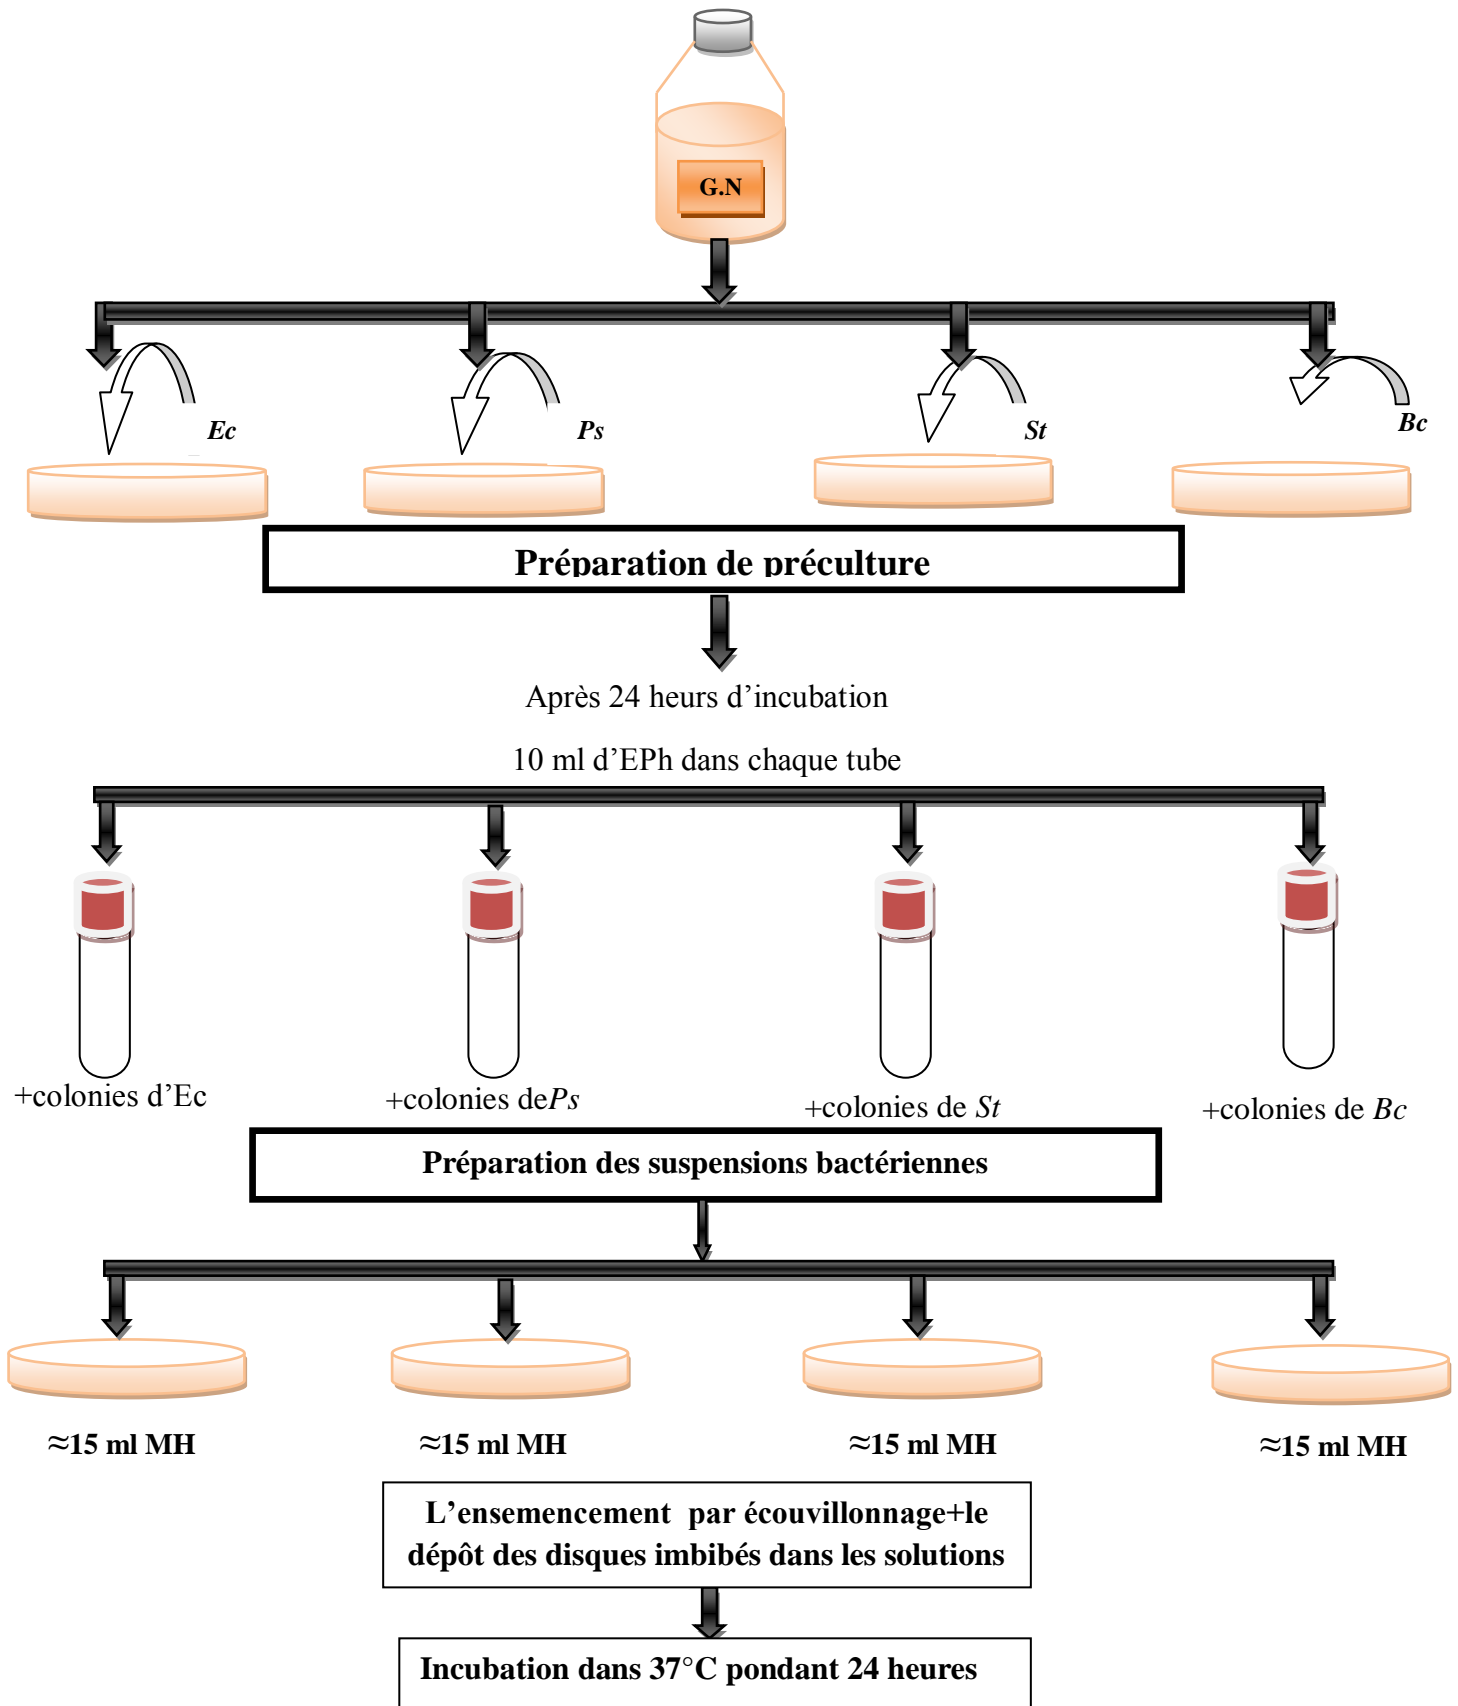 G.N
Ec
Ps
St
Bc
Préparation de préculture
Après 24 heurs d’incubation
10 ml d’EPh dans chaque tube
+colonies d’Ec
+colonies dePs
+colonies de St
+colonies de Bc
Préparation des suspensions bactériennes
≈15 ml MH
≈15 ml MH
≈15 ml MH
≈15 ml MH
L’ensemencement par écouvillonnage+le
dépôt des disques imbibés dans les solutions
Incubation dans 37°C pondant 24 heures